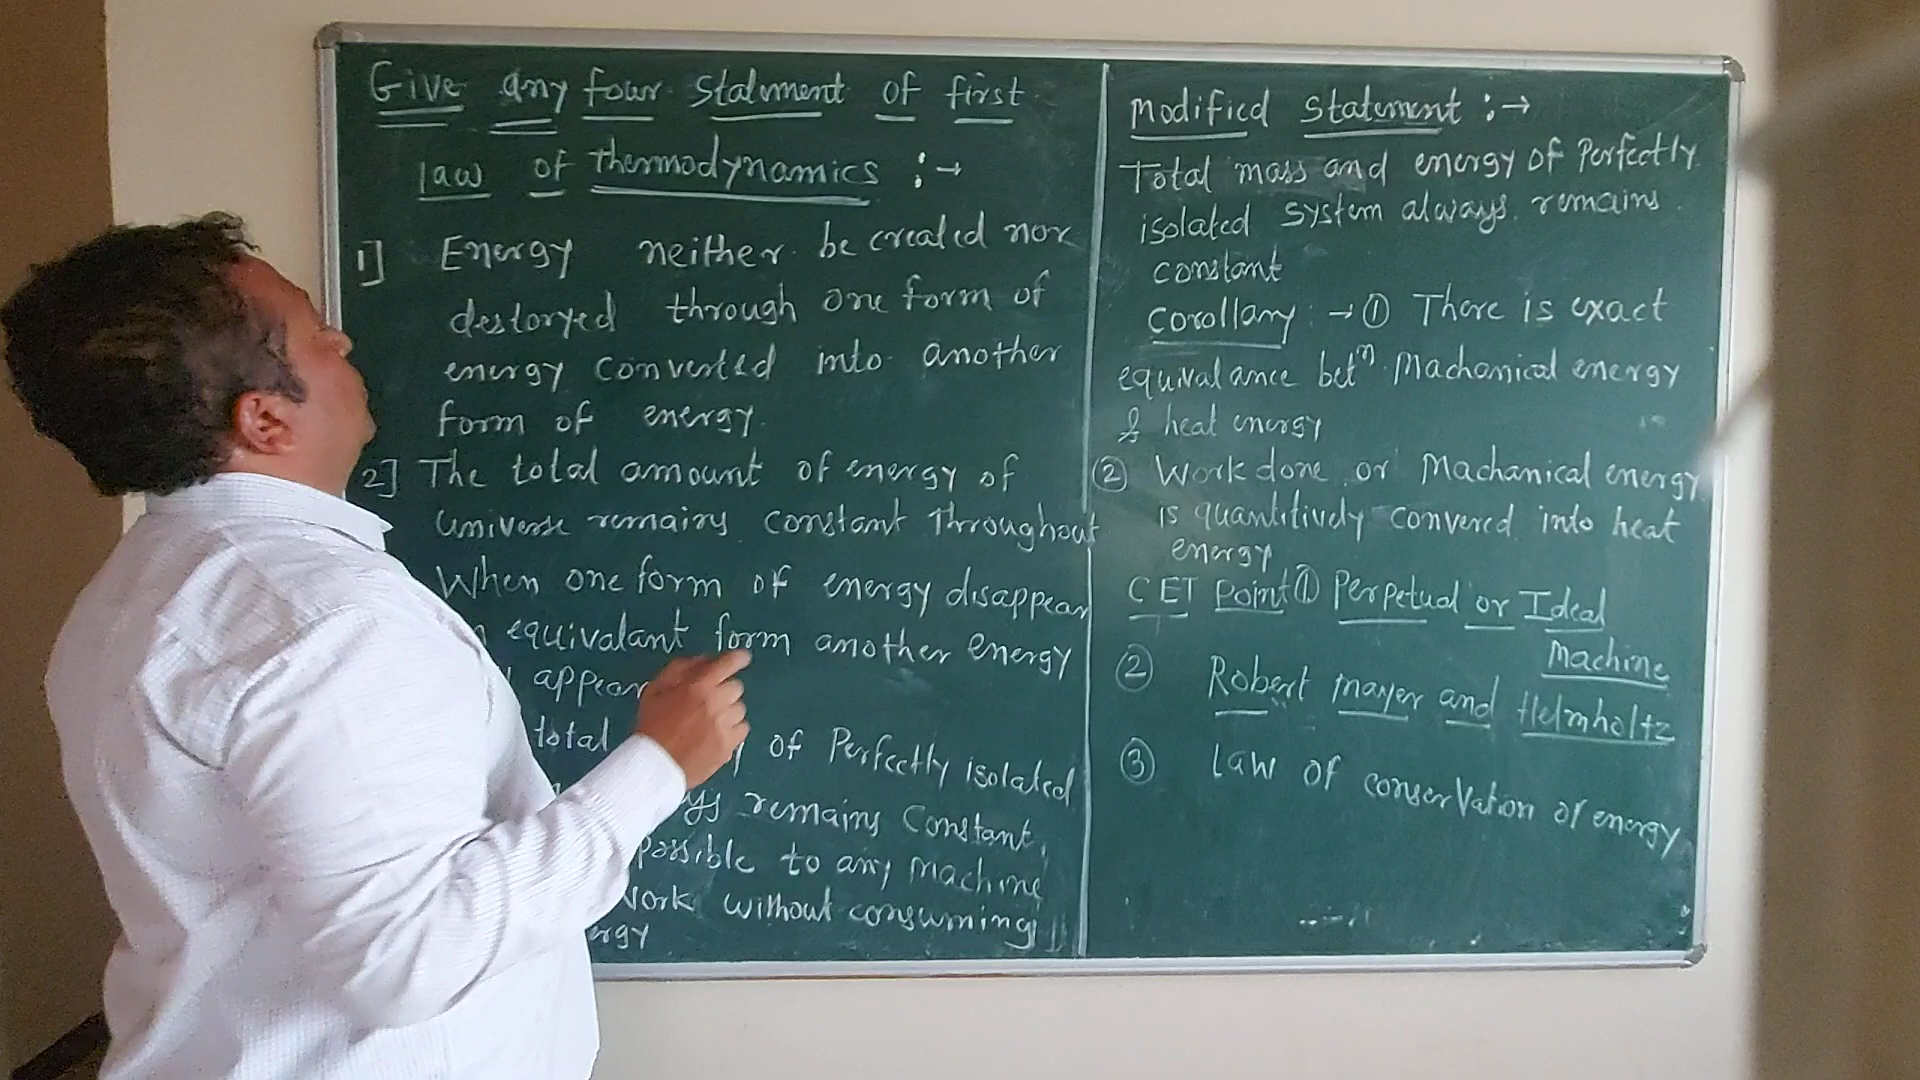 Give any four statement of first
law of thermodynamics :→
1] Energy neither be created nor
destoryed through one form of
energy converted into another
form of energy.
2] The total amount of energy of
universe remains constant throughout
When one form of energy disappear
equivalant form another energy
appear
total of Perfectly isolated
remains constant,
possible to any machine
work without consuming
Modified statement :→
Total mass and energy of Perfectly
isolated system always remains
constant
corollary :→ ① There is exact
equivalance betⁿ Machanical energy
& heat energy
② Work done or Machanical energy
is quantitively convered into heat
energy
CET Point ① Perpetual or Ideal
Machine
② Robert mayer and Helmholtz
③ Law of conservation of energy